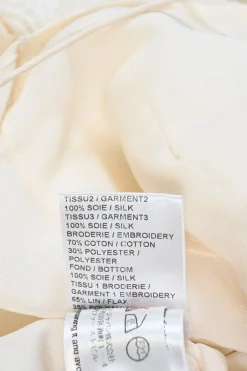 TISSU2 / GARMENT2
100% SOIE / SILK
TISSU3 / GARMENT3
100% SOIE / SILK
BRODERIE / EMBROIDERY
70% COTON / COTTON
30% POLYESTER /
POLYESTER
FOND / BOTTOM
100% SOIE / SILK
TISSU 1 BRODERIE /
GARMENT 1 EMBROIDERY
65% LIN / FLAX
35%